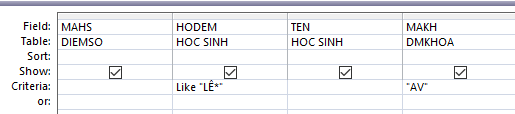 Field: MAHS HODEM TEN MAKH
Table: DIEMSO HOC SINH HOC SINH DMKHOA
Sort:
Show:
Criteria: Like "LÊ*" "AV"
or: